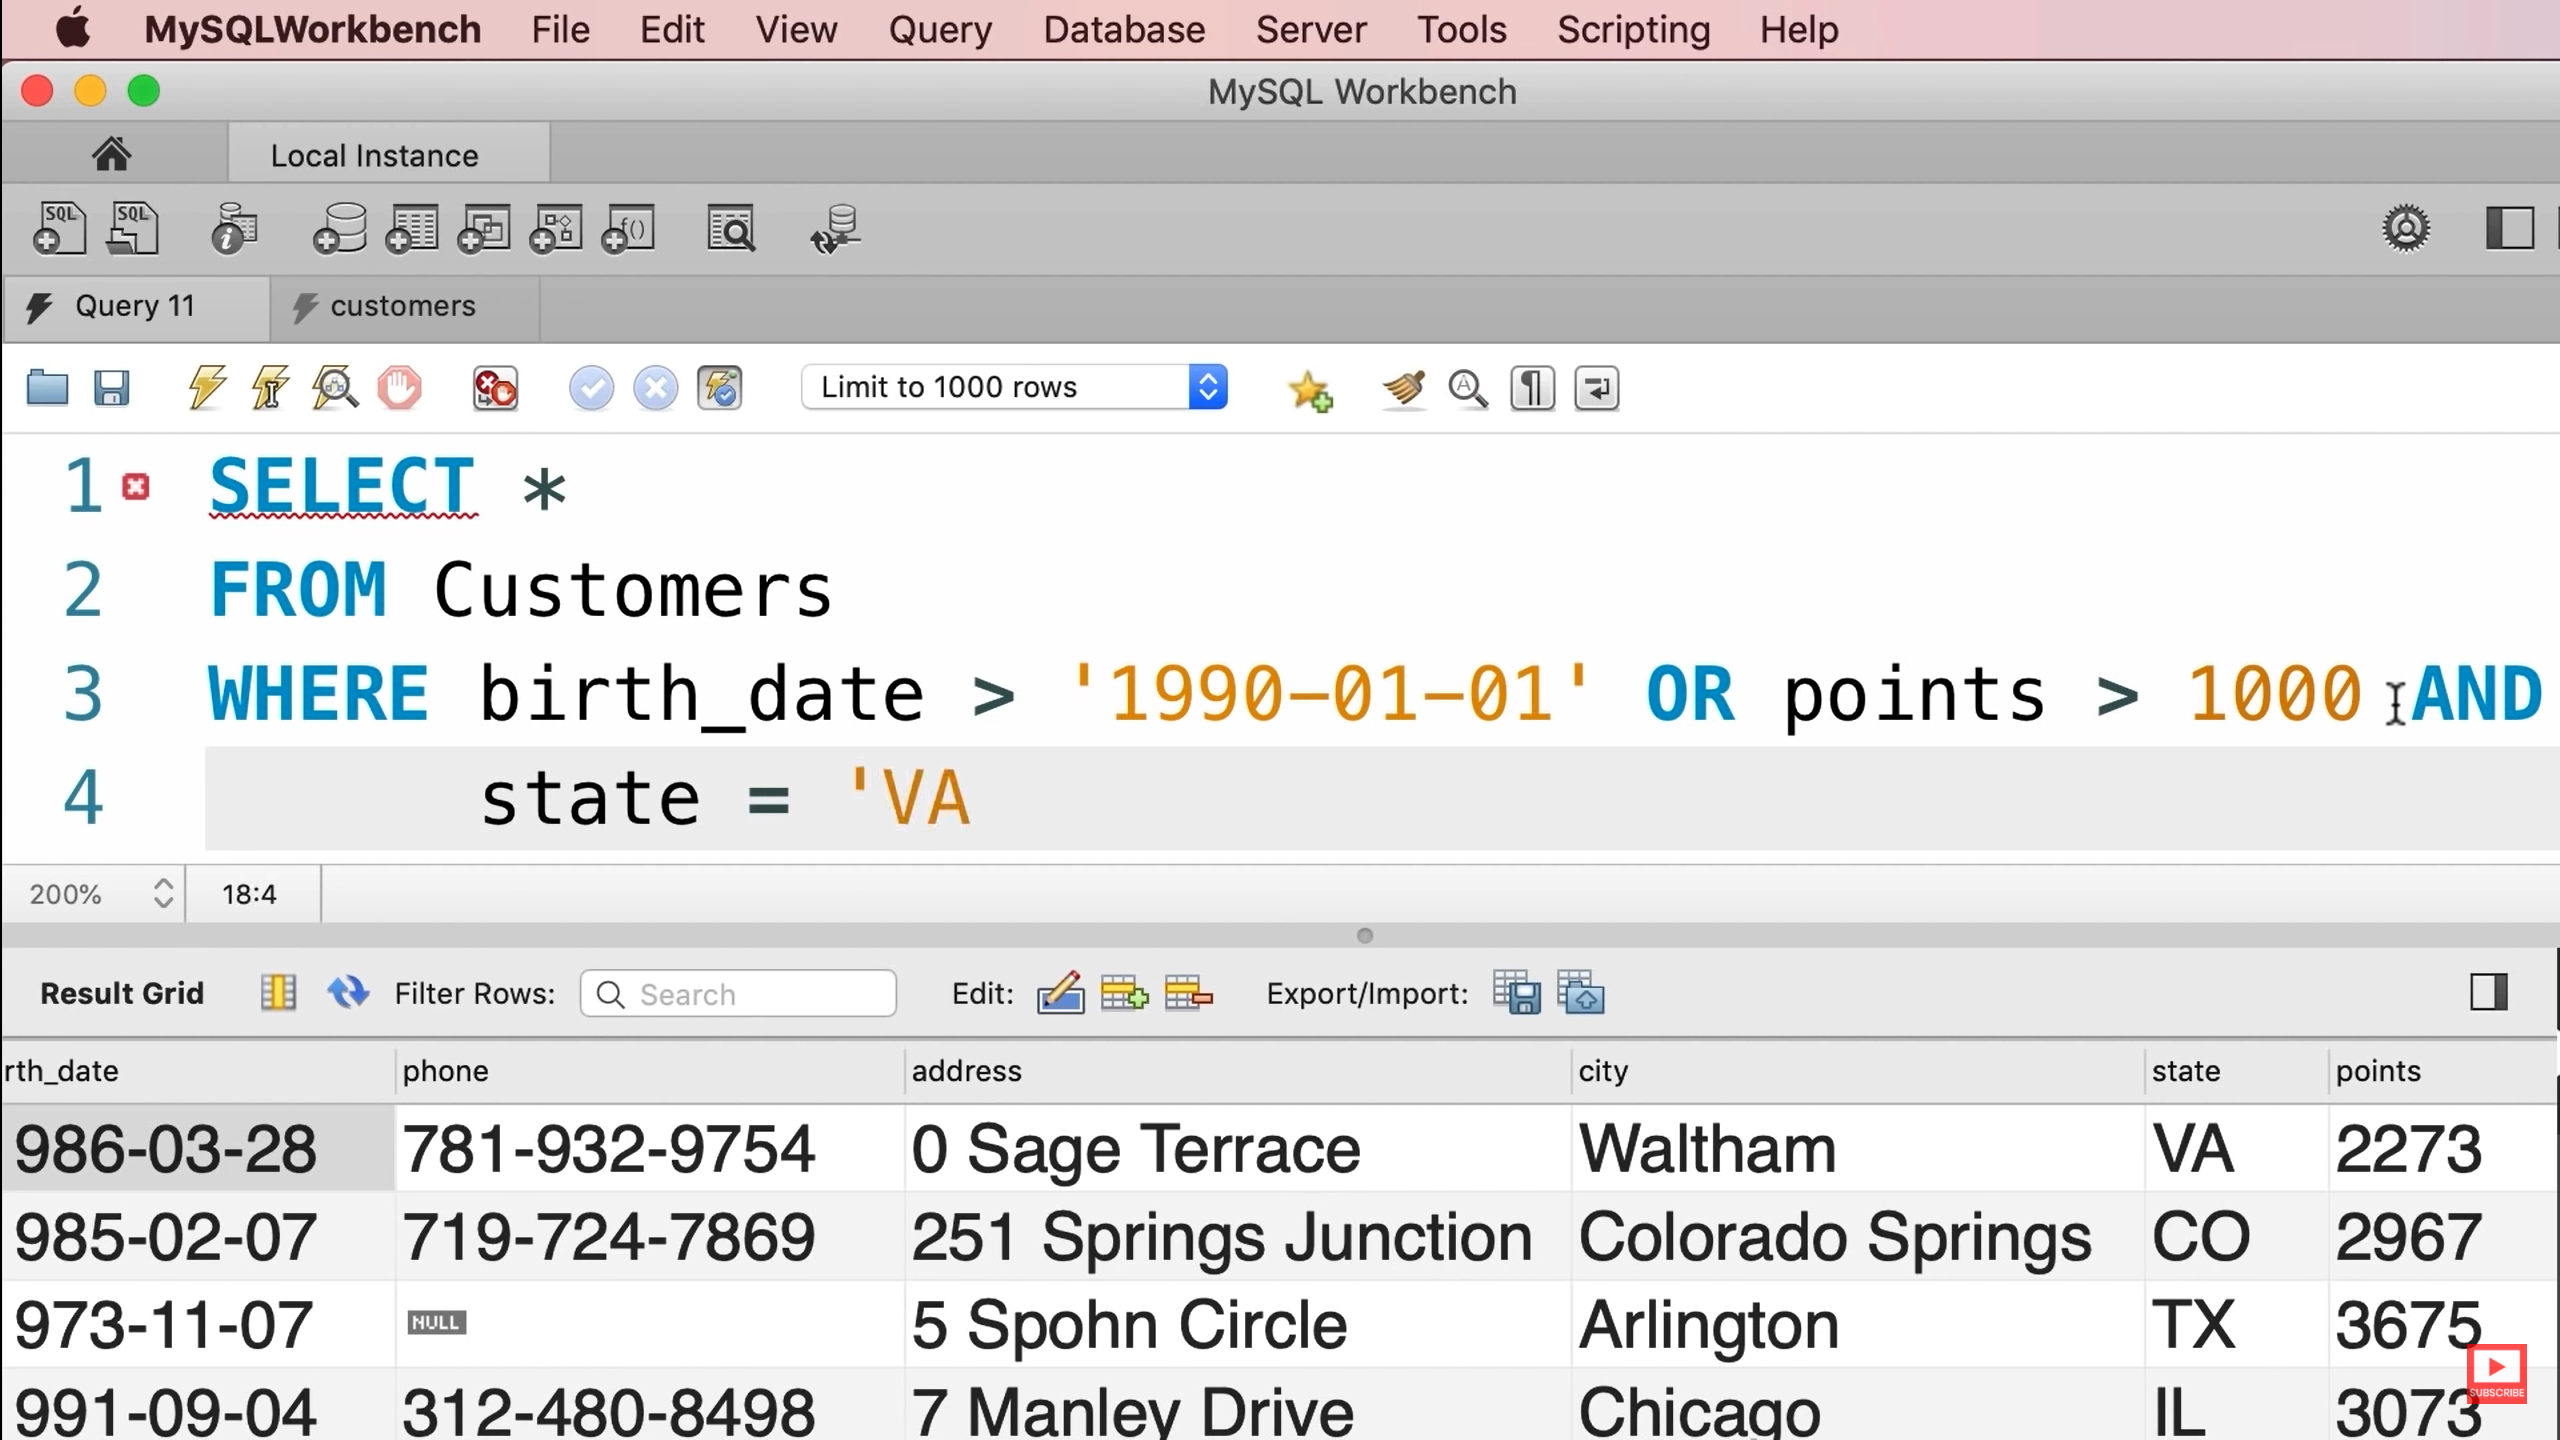 MySQLWorkbench File Edit View Query Database Server Tools Scripting Help
MySQL Workbench
Local Instance
SQL SQL f()
Query 11 customers
Limit to 1000 rows
1 SELECT *
2 FROM Customers
3 WHERE birth_date > '1990-01-01' OR points > 1000 AND
4 state = 'VA
200% 18:4
Result Grid Filter Rows: Search Edit: Export/Import:
rth_date phone address city state points
986-03-28 781-932-9754 0 Sage Terrace Waltham VA 2273
985-02-07 719-724-7869 251 Springs Junction Colorado Springs CO 2967
973-11-07 NULL 5 Spohn Circle Arlington TX 3675
991-09-04 312-480-8498 7 Manley Drive Chicago IL 3073
SUBSCRIBE